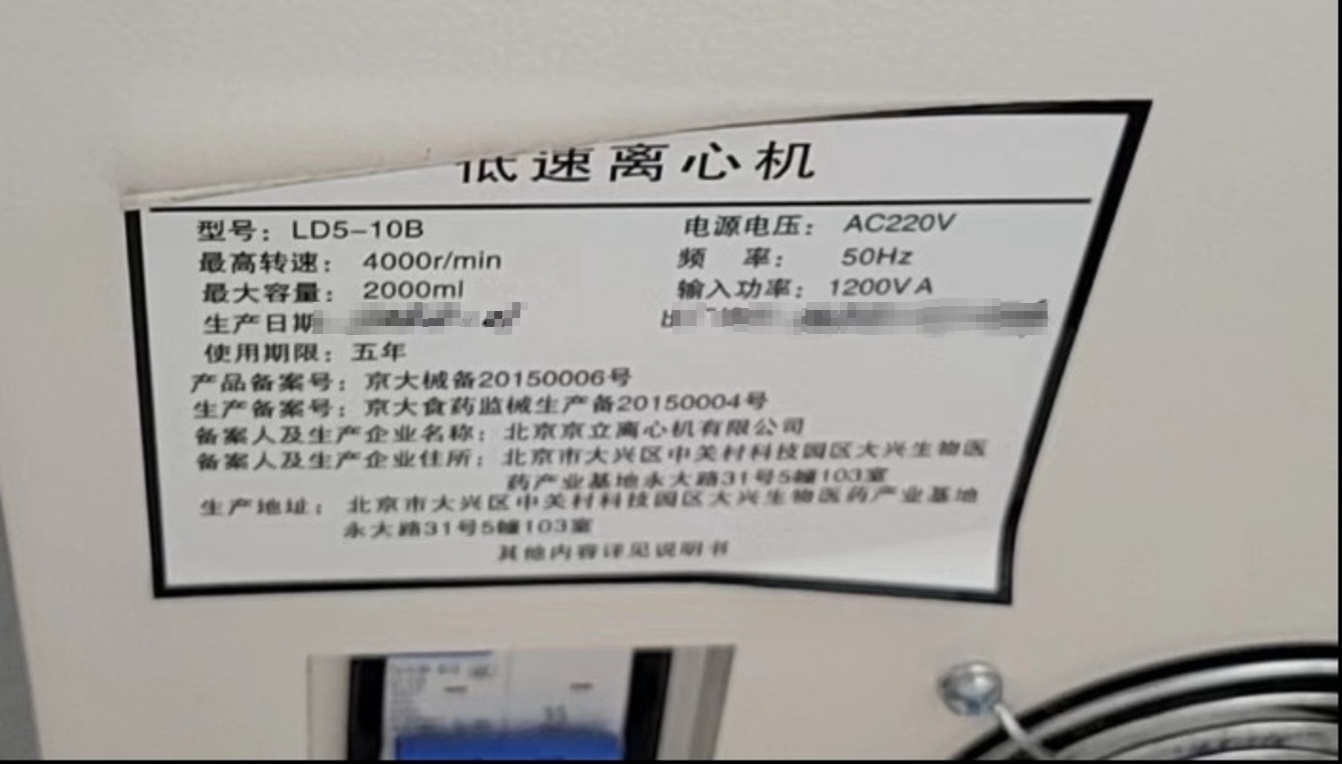 低速离心机
型号：LD5-10B 电源电压：AC220V
最高转速：4000r/min 频 率：50Hz
最大容量：2000ml 输入功率：1200VA
生产日期
使用期限：五年
产品备案号：京大械备20150006号
生产备案号：京大食药监械生产备20150004号
备案人及生产企业名称：北京京立离心机有限公司
备案人及生产企业住所：北京市大兴区中关村科技园区大兴生物医
药产业基地永大路31号5幢103室
生产地址：北京市大兴区中关村科技园区大兴生物医药产业基地
永大路31号5幢103室
其他内容详见说明书